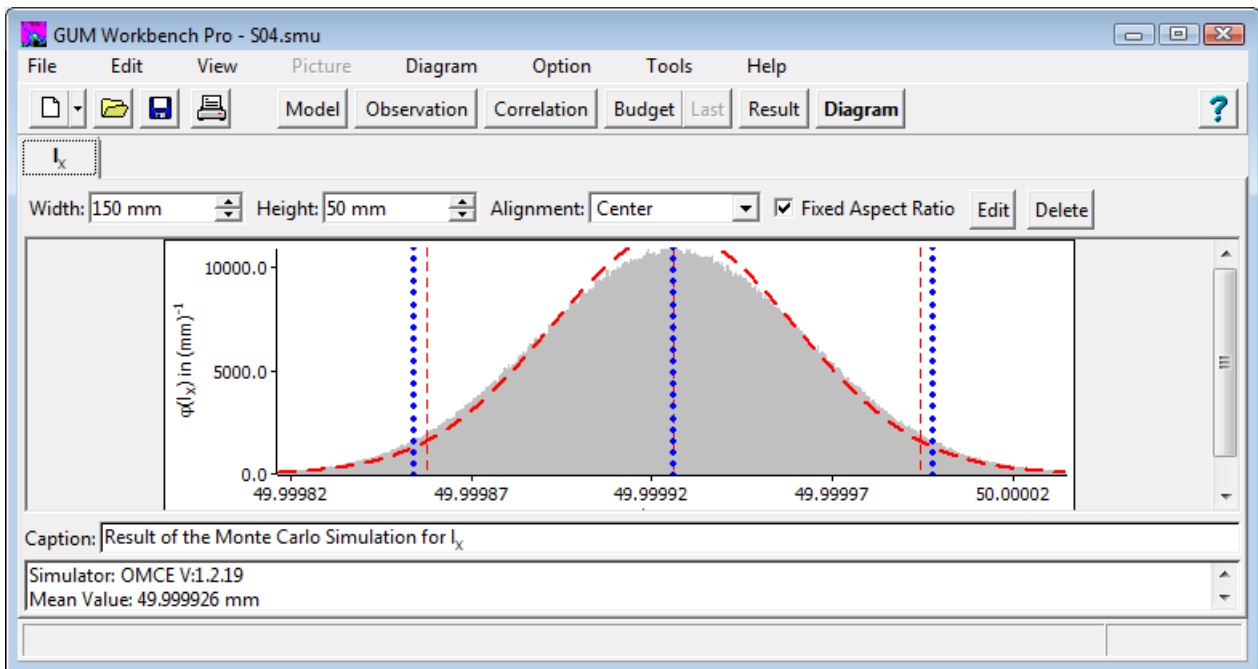 GUM Workbench Pro - S04.smu
File Edit View Picture Diagram Option Tools Help
Model Observation Correlation Budget Last Result Diagram ?
lX
Width: 150 mm Height: 50 mm Alignment: Center Fixed Aspect Ratio Edit Delete
10000.0
5000.0
0.0
φ(lX) in (mm)⁻¹
49.99982 49.99987 49.99992 49.99997 50.00002
Caption: Result of the Monte Carlo Simulation for lX
Simulator: OMCE V:1.2.19
Mean Value: 49.999926 mm